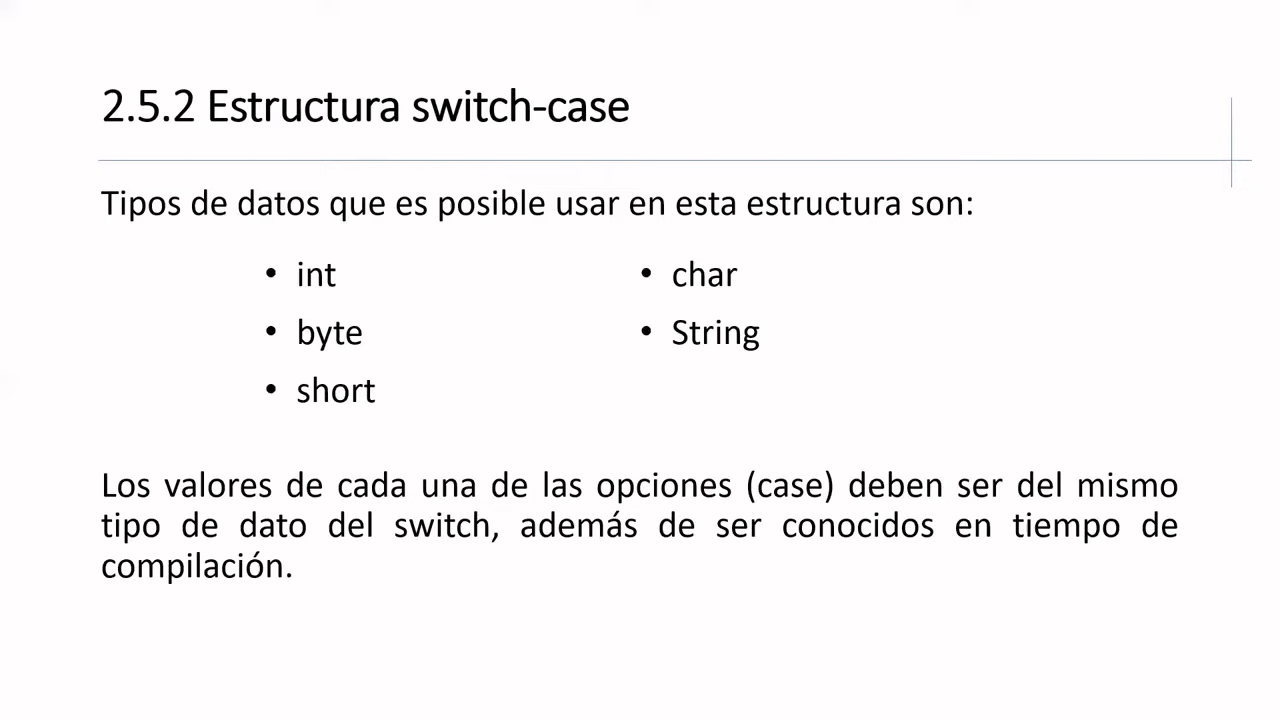 2.5.2 Estructura switch-case
Tipos de datos que es posible usar en esta estructura son:
• int
• byte
• short
• char
• String
Los valores de cada una de las opciones (case) deben ser del mismo
tipo de dato del switch, además de ser conocidos en tiempo de
compilación.